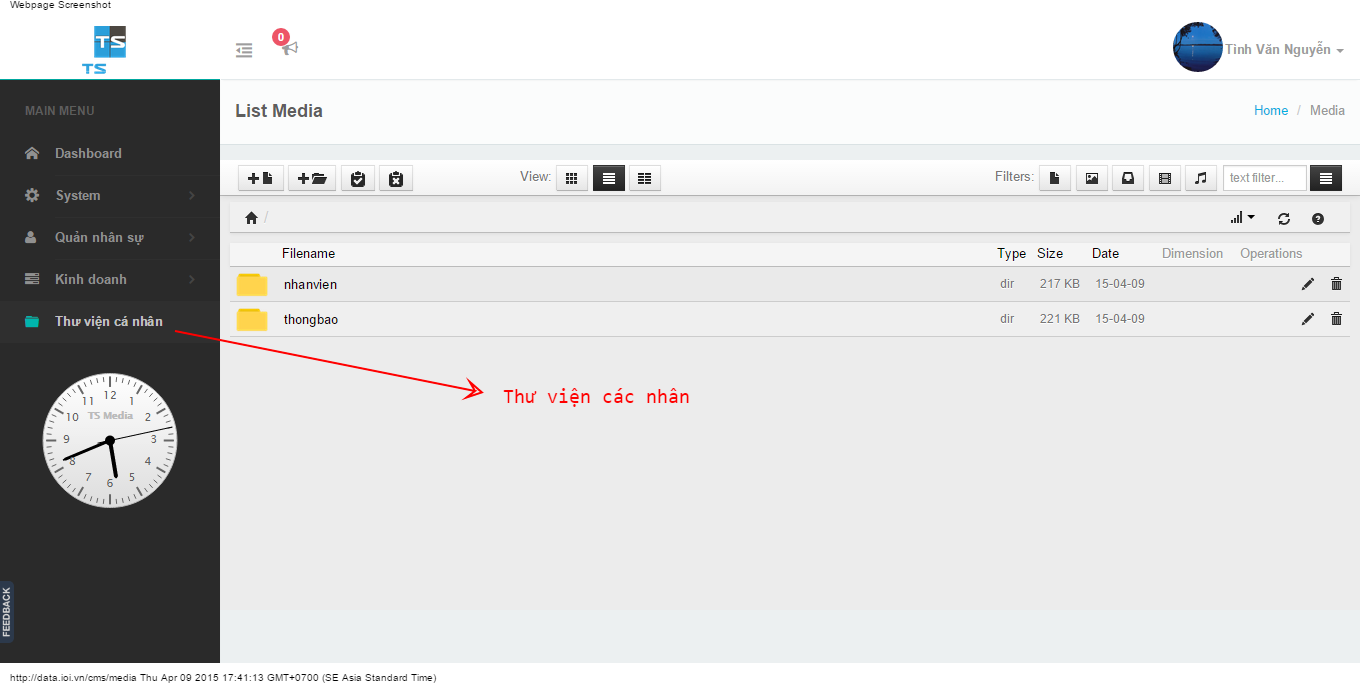 Webpage Screenshot
TS
TS
0
Tình Văn Nguyễn
MAIN MENU
Dashboard
System
Quản nhân sự
Kinh doanh
Thư viện cá nhân
12
1
2
3
4
5
6
7
8
9
10
11
TS Media
FEEDBACK
List Media
Home / Media
View:
Filters:
text filter...
/
Filename Type Size Date Dimension Operations
nhanvien dir 217 KB 15-04-09
thongbao dir 221 KB 15-04-09
Thư viện các nhân
http://data.ioi.vn/cms/media Thu Apr 09 2015 17:41:13 GMT+0700 (SE Asia Standard Time)